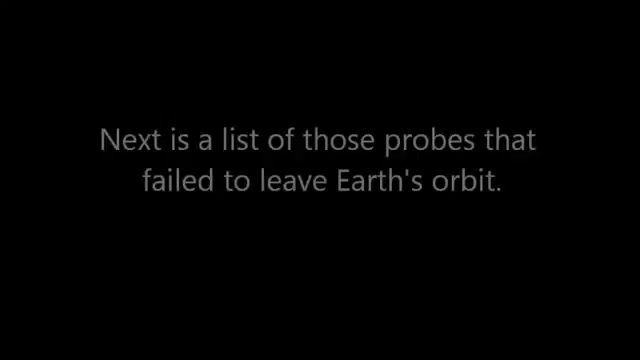 Next is a list of those probes that
failed to leave Earth's orbit.